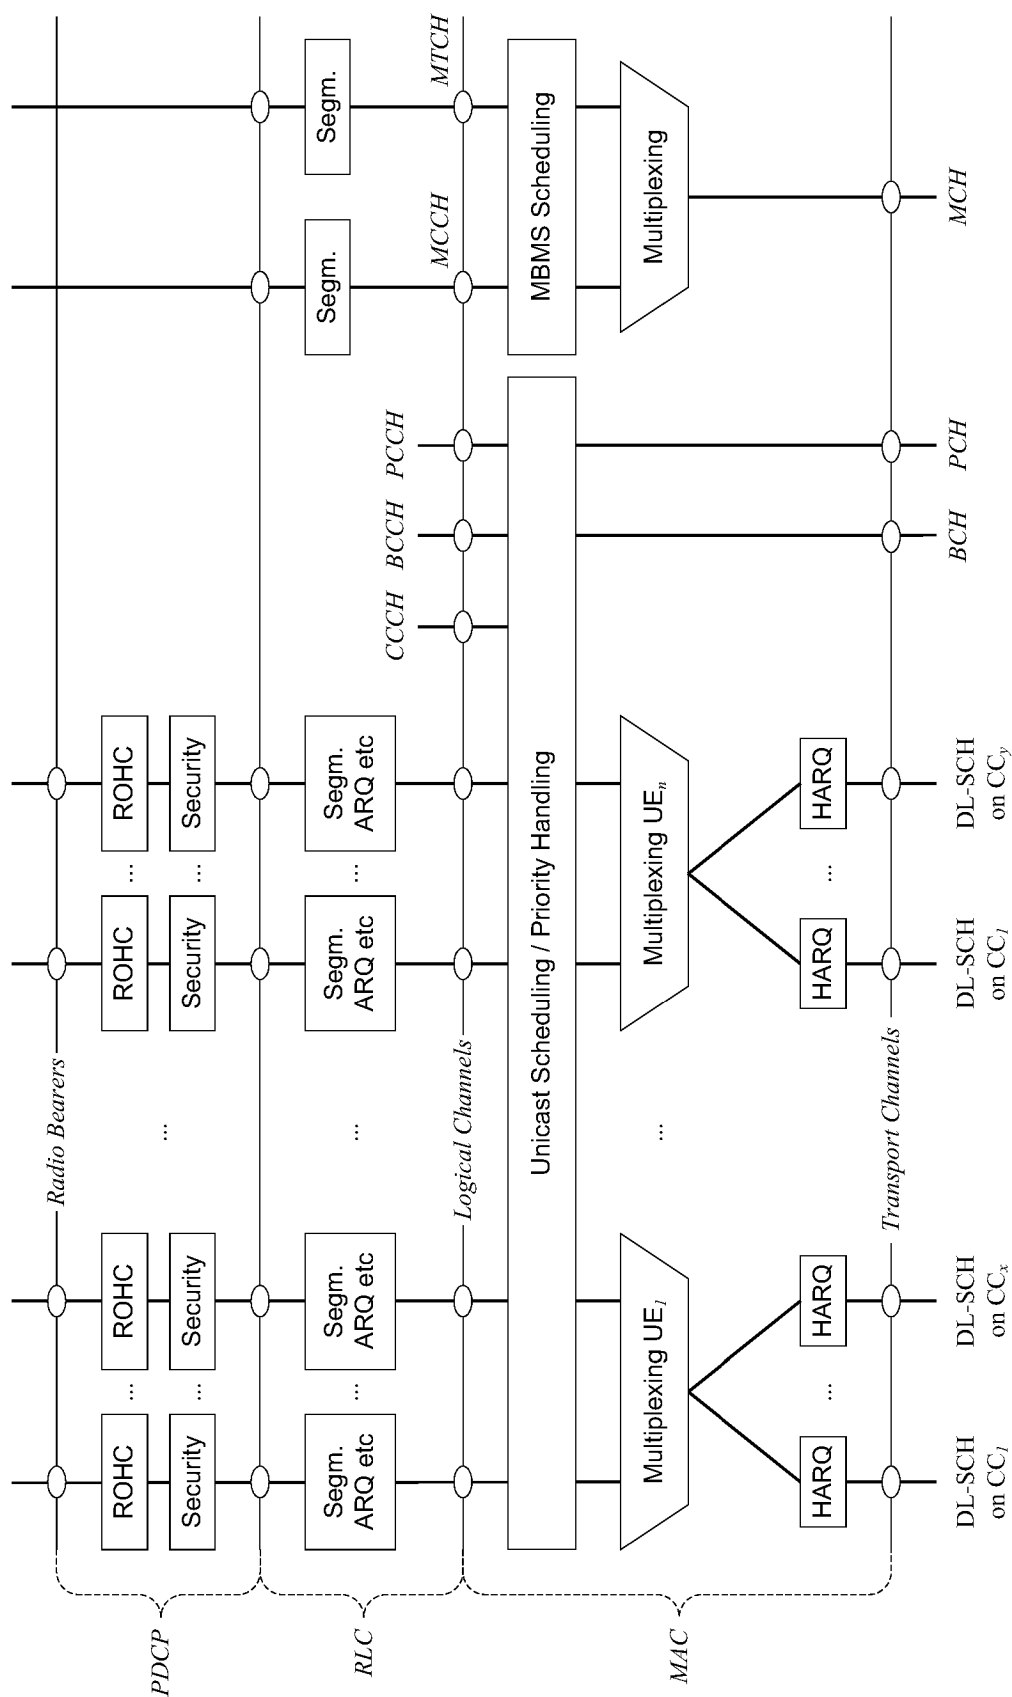 Radio Bearers
ROHC
...
ROHC
...
ROHC
...
ROHC
PDCP
Security
...
Security
Security
...
Security
Segm.
ARQ etc
...
Segm.
ARQ etc
...
Segm.
ARQ etc
...
Segm.
ARQ etc
Segm.
Segm.
RLC
CCCH
BCCH
PCCH
MCCH
MTCH
Logical Channels
Unicast Scheduling / Priority Handling
MBMS Scheduling
Multiplexing UE1
...
Multiplexing UEn
Multiplexing
MAC
HARQ
...
HARQ
HARQ
...
HARQ
Transport Channels
DL-SCH
on CC1
DL-SCH
on CCx
DL-SCH
on CC1
DL-SCH
on CCy
BCH
PCH
MCH